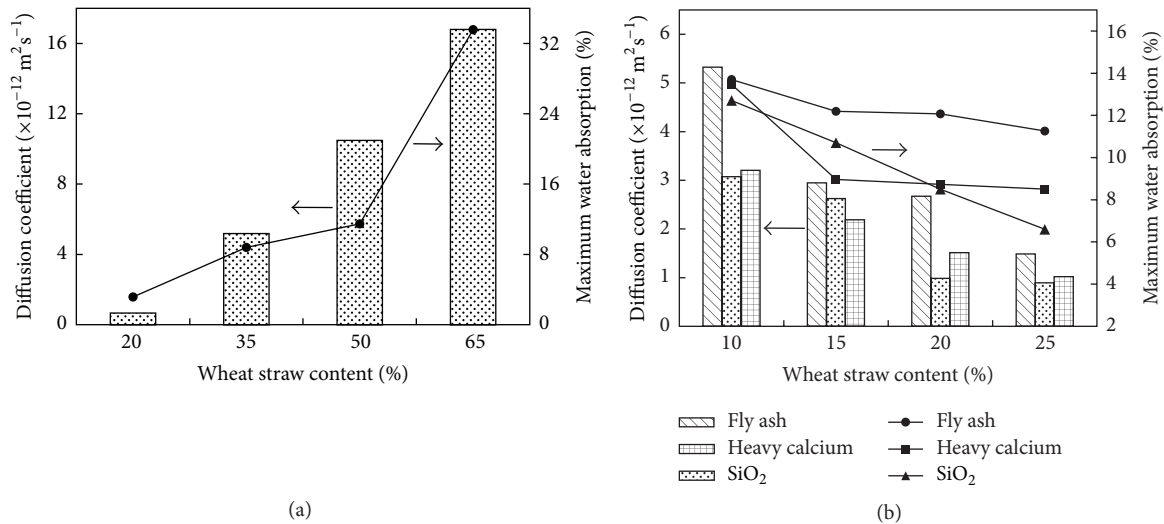 Diffusion coefficient (×10⁻¹² m² s⁻¹)
16
12
8
4
0
32
24
16
8
0
Maximum water absorption (%)
20 35 50 65
Wheat straw content (%)
(a)
Diffusion coefficient (×10⁻¹² m² s⁻¹)
6
5
4
3
2
1
0
16
14
12
10
8
6
4
2
Maximum water absorption (%)
10 15 20 25
Wheat straw content (%)
Fly ash Fly ash
Heavy calcium Heavy calcium
SiO₂ SiO₂
(b)